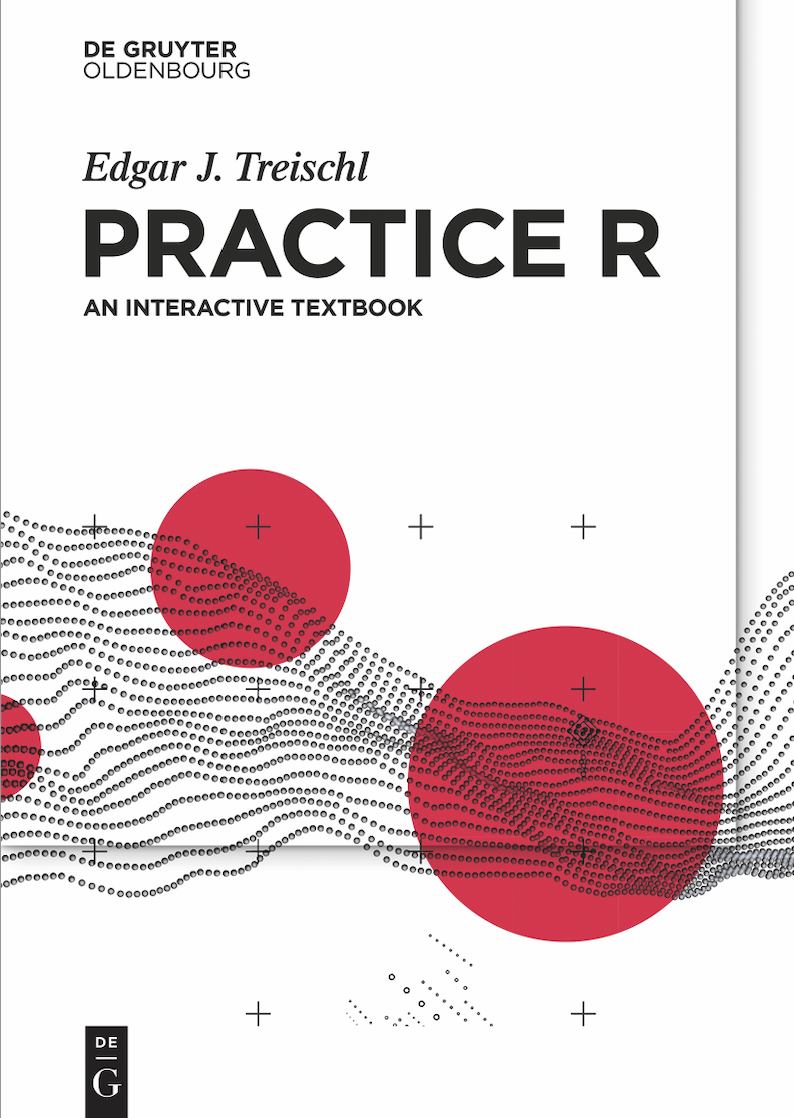 DE GRUYTER
OLDENBOURG
Edgar J. Treischl
PRACTICE R
AN INTERACTIVE TEXTBOOK
DE
G